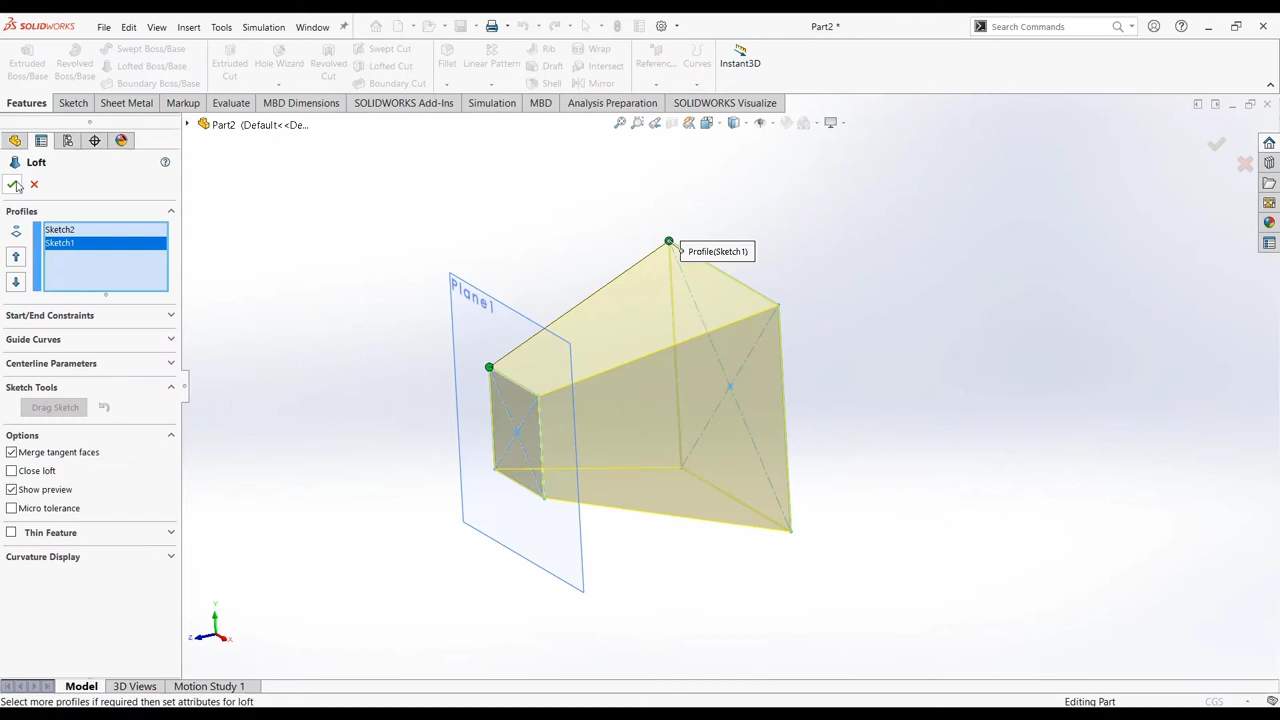 SOLIDWORKS File Edit View Insert Tools Simulation Window Part2 * Search Commands
Extruded Boss/Base
Revolved Boss/Base
Swept Boss/Base
Lofted Boss/Base
Boundary Boss/Base
Extruded Cut
Hole Wizard
Revolved Cut
Swept Cut
Lofted Cut
Boundary Cut
Fillet
Linear Pattern
Rib
Draft
Shell
Wrap
Intersect
Mirror
Referenc...
Curves
Instant3D
Features Sketch Sheet Metal Markup Evaluate MBD Dimensions SOLIDWORKS Add-Ins Simulation MBD Analysis Preparation SOLIDWORKS Visualize
Part2 (Default<<De...
Loft
Profiles
Sketch2
Sketch1
Start/End Constraints
Guide Curves
Centerline Parameters
Sketch Tools
Drag Sketch
Options
Merge tangent faces
Close loft
Show preview
Micro tolerance
Thin Feature
Curvature Display
Profile(Sketch1)
Plane1
Y
Z
X
Model 3D Views Motion Study 1
Select more profiles if required then set attributes for loft Editing Part CGS